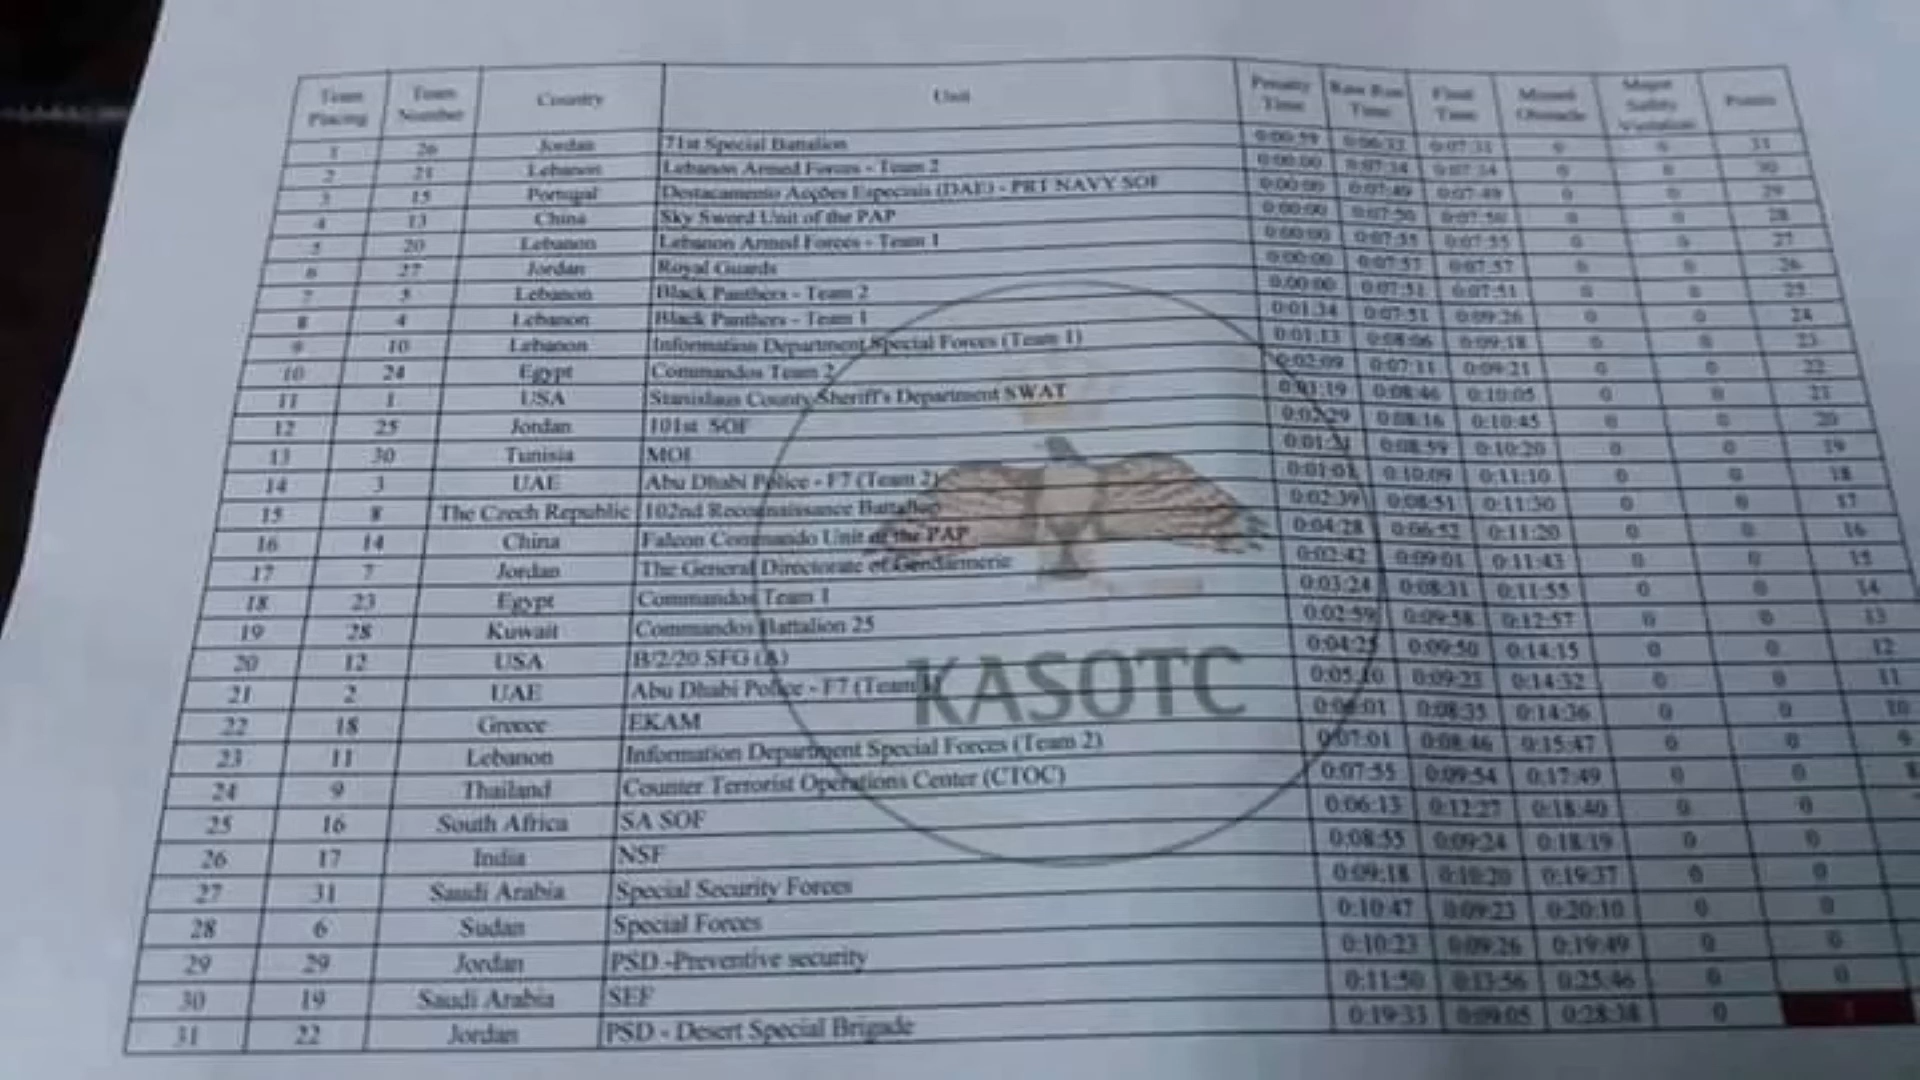 Team Placing Team Number Country Unit Penalty Time Raw Run Time Final Time Missed Obstacle Major Safety Violation Points
1 26 Jordan 71st Special Battalion 0:00:59 0:06:32 0:07:31 0 0 31
2 21 Lebanon Lebanon Armed Forces - Team 2 0:00:00 0:07:34 0:07:34 0 0 30
3 15 Portugal Destacamento Acções Especiais (DAE) - PRT NAVY SOF 0:00:00 0:07:49 0:07:49 0 0 29
4 13 China Sky Sword Unit of the PAP 0:00:00 0:07:50 0:07:50 0 0 28
5 20 Lebanon Lebanon Armed Forces - Team 1 0:00:00 0:07:55 0:07:55 0 0 27
6 27 Jordan Royal Guards 0:00:00 0:07:57 0:07:57 0 0 26
7 5 Lebanon Black Panthers - Team 2 0:00:00 0:07:51 0:07:51 0 0 25
8 4 Lebanon Black Panthers - Team 1 0:01:34 0:07:51 0:09:26 0 0 24
9 10 Lebanon Information Department Special Forces (Team 1) 0:01:13 0:08:06 0:09:18 0 0 23
10 24 Egypt Commandos Team 2 0:02:09 0:07:11 0:09:21 0 0 22
11 1 USA Stanislaus County Sheriff's Department SWAT 0:01:19 0:08:46 0:10:05 0 0 21
12 25 Jordan 101st SOF 0:02:29 0:08:16 0:10:45 0 0 20
13 30 Tunisia MOI 0:01:21 0:08:59 0:10:20 0 0 19
14 3 UAE Abu Dhabi Police - F7 (Team 2) 0:01:01 0:10:09 0:11:10 0 0 18
15 8 The Czech Republic 102nd Reconnaissance Battalion 0:02:39 0:08:51 0:11:30 0 0 17
16 14 China Falcon Commando Unit of the PAP 0:04:28 0:06:52 0:11:20 0 0 16
17 7 Jordan The General Directorate of Gendarmerie 0:02:42 0:09:01 0:11:43 0 0 15
18 23 Egypt Commandos Team 1 0:03:24 0:08:31 0:11:55 0 0 14
19 28 Kuwait Commandos Battalion 25 0:02:59 0:09:58 0:12:57 0 0 13
20 12 USA B/2/20 SFG (A) 0:04:25 0:09:50 0:14:15 0 0 12
21 2 UAE Abu Dhabi Police - F7 (Team 1) 0:05:10 0:09:23 0:14:32 0 0 11
22 18 Greece EKAM 0:06:01 0:08:35 0:14:36 0 0 10
23 11 Lebanon Information Department Special Forces (Team 2) 0:07:01 0:08:46 0:15:47 0 0 9
24 9 Thailand Counter Terrorist Operations Center (CTOC) 0:07:55 0:09:54 0:17:49 0 0 8
25 16 South Africa SA SOF 0:06:13 0:12:27 0:18:40 0 0
26 17 India NSF 0:08:55 0:09:24 0:18:19 0 0
27 31 Saudi Arabia Special Security Forces 0:09:18 0:10:20 0:19:37 0 0
28 6 Sudan Special Forces 0:10:47 0:09:23 0:20:10 0 0
29 29 Jordan PSD -Preventive security 0:10:23 0:09:26 0:19:49 0 0
30 19 Saudi Arabia SEF 0:11:50 0:13:56 0:25:46 0 0
31 22 Jordan PSD - Desert Special Brigade 0:19:33 0:09:05 0:28:38 0 1
KASOTC